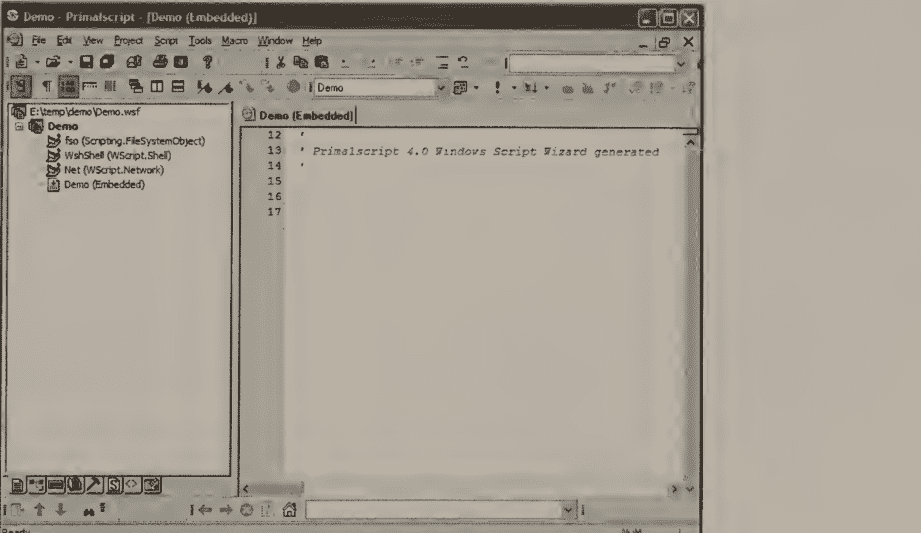 Demo - Primalscript - [Demo (Embedded)]
File Edit View Project Script Tools Macro Window Help
Demo
E:\temp\demo\Demo.wsf
Demo
fso (Scripting.FileSystemObject)
WshShell (WScript.Shell)
Net (WScript.Network)
Demo (Embedded)
Demo (Embedded)
12 '
13 ' Primalscript 4.0 Windows Script Wizard generated
14 '
15
16
17
Ready